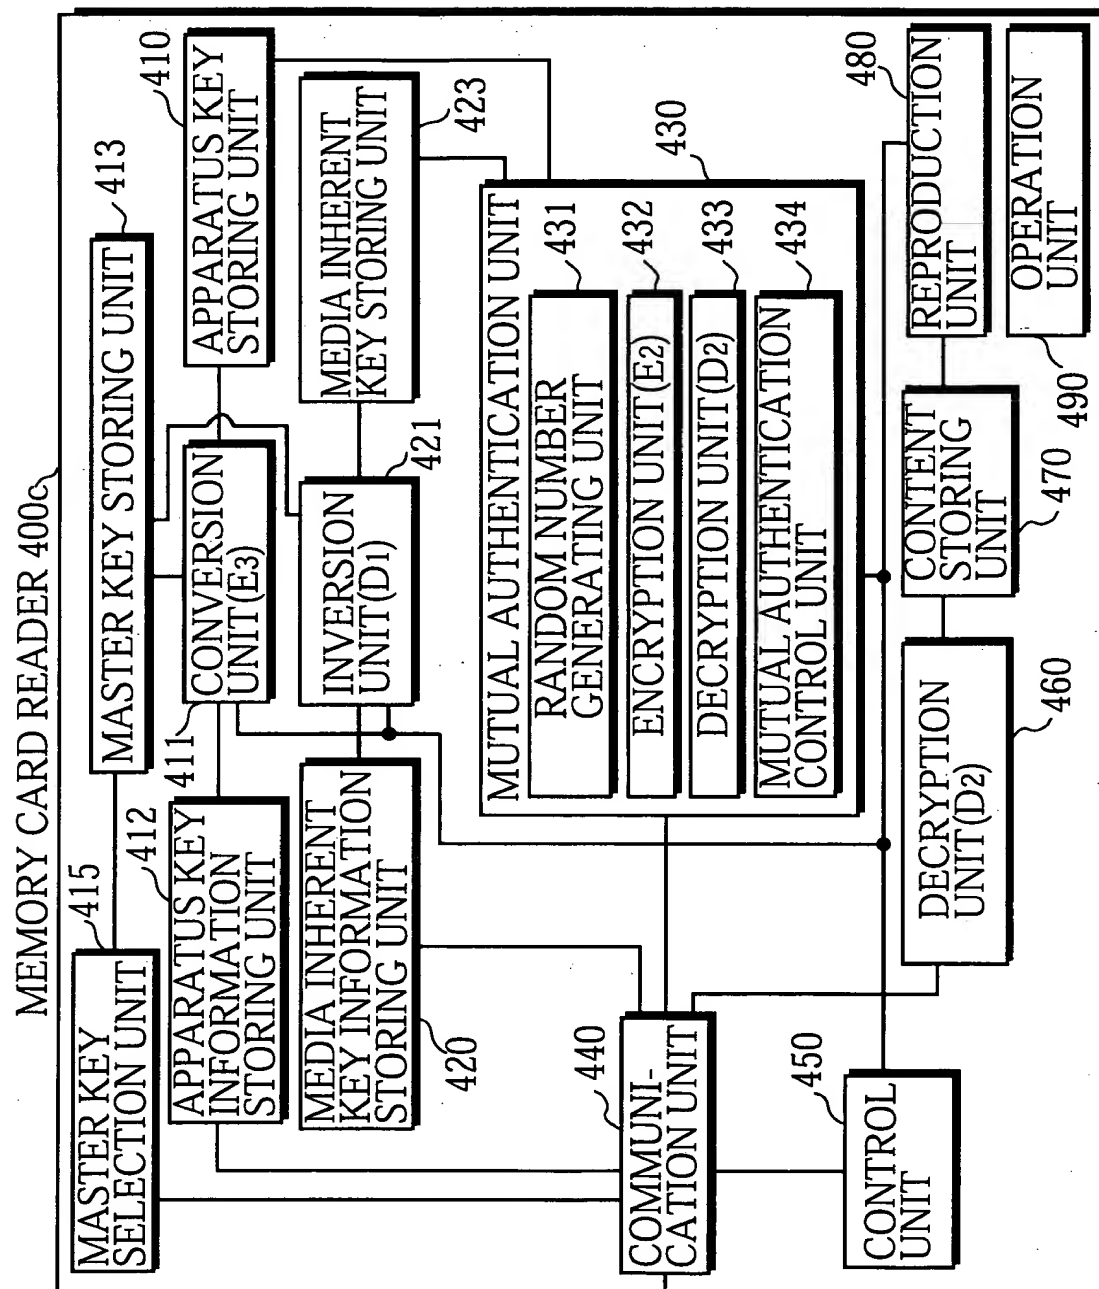 MEMORY CARD READER 400c
MASTER KEY
SELECTION UNIT
415
MASTER KEY STORING UNIT
413
APPARATUS KEY
INFORMATION
STORING UNIT
412
CONVERSION
UNIT(E3)
411
APPARATUS KEY
STORING UNIT
410
MEDIA INHERENT
KEY INFORMATION
STORING UNIT
420
INVERSION
UNIT(D1)
421
MEDIA INHERENT
KEY STORING UNIT
423
MUTUAL AUTHENTICATION UNIT
430
RANDOM NUMBER
GENERATING UNIT
431
ENCRYPTION UNIT(E2)
432
DECRYPTION UNIT(D2)
433
MUTUAL AUTHENTICATION
CONTROL UNIT
434
COMMUNI-
CATION UNIT
440
CONTROL
UNIT
450
DECRYPTION
UNIT(D2)
460
CONTENT
STORING
UNIT
470
REPRODUCTION
UNIT
480
OPERATION
UNIT
490